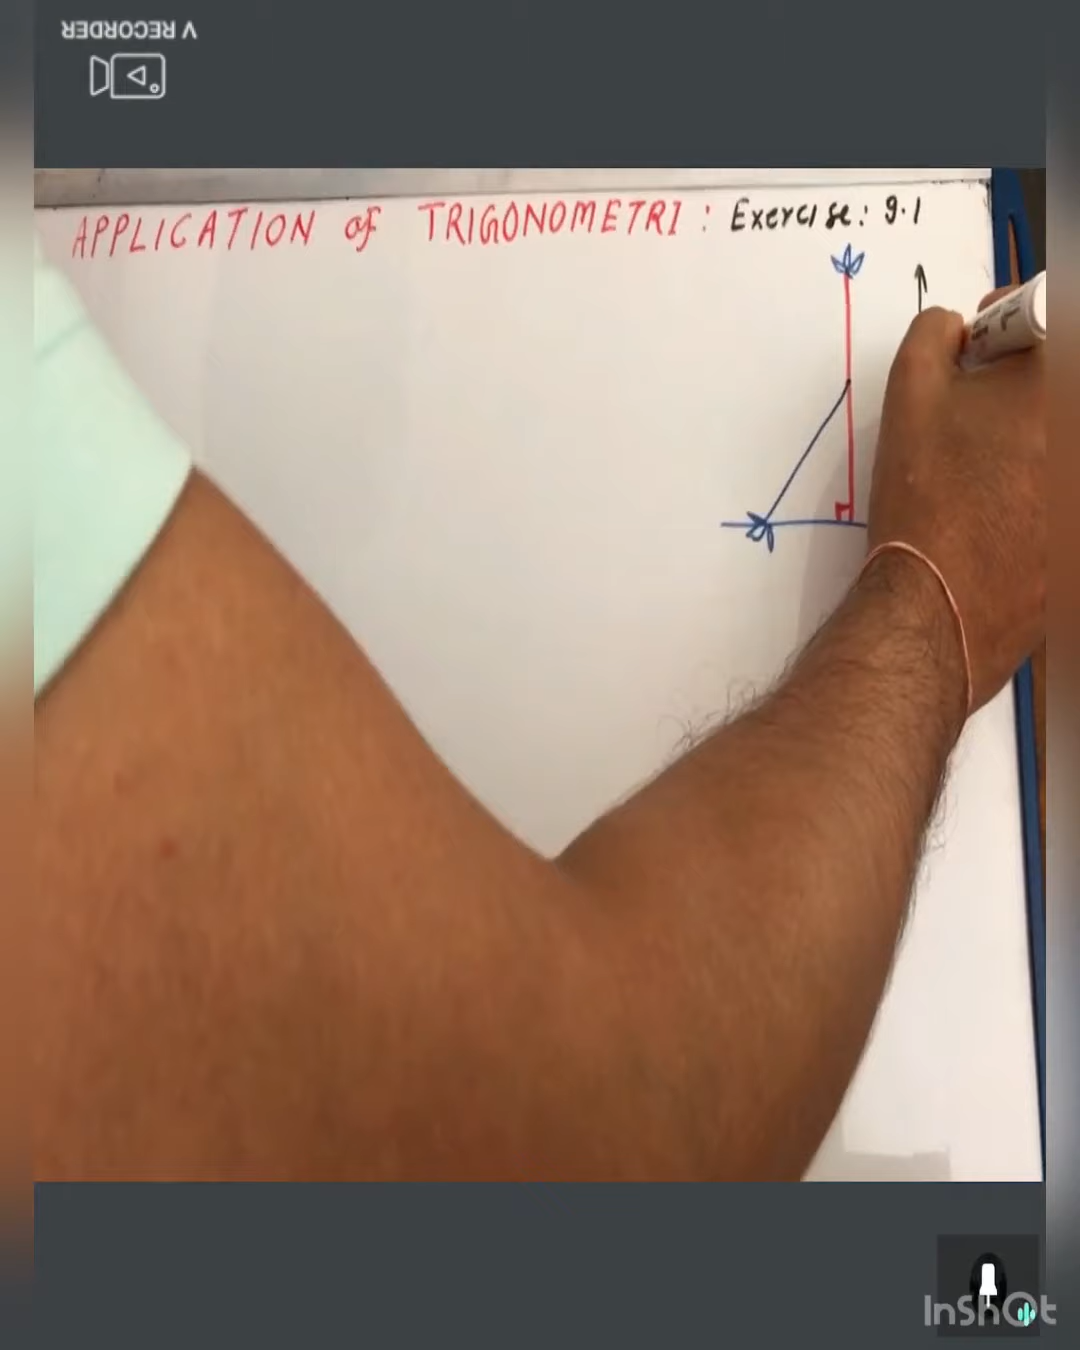 V RECORDER
APPLICATION of TRIGONOMETRI : Exercise: 9.1
InShOt